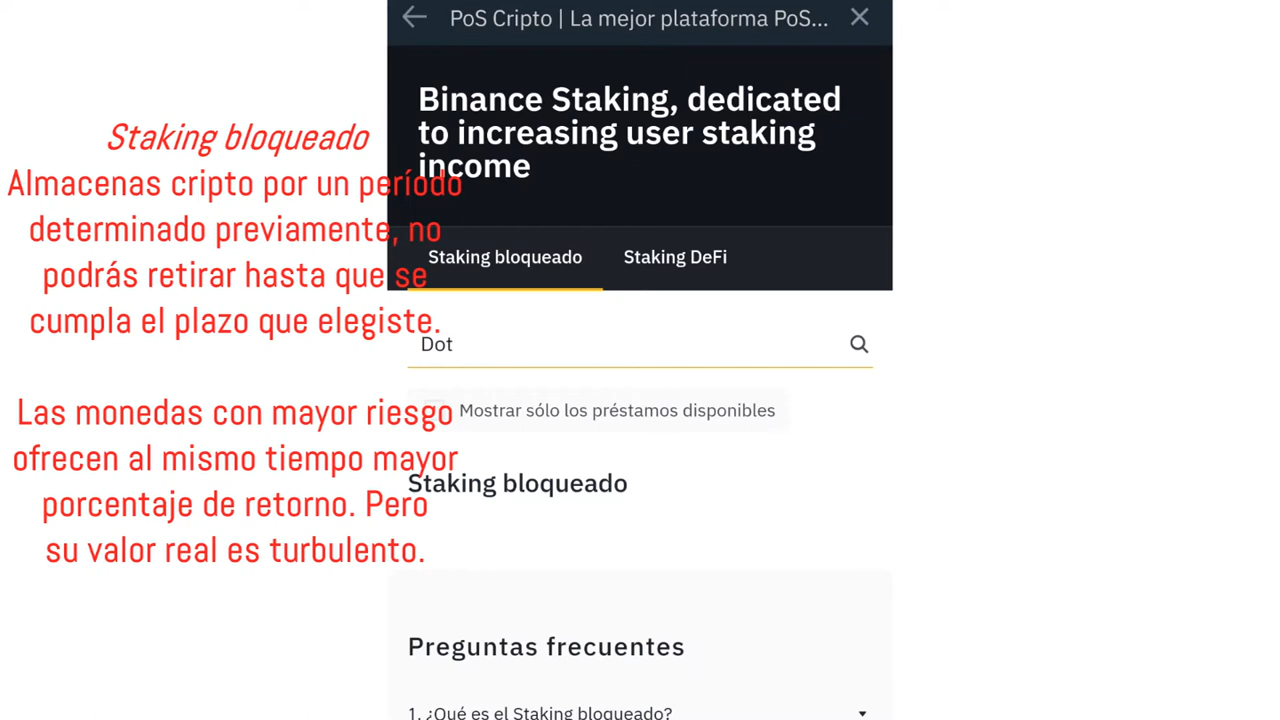 PoS Cripto | La mejor plataforma PoS...
Binance Staking, dedicated
to increasing user staking
income
Staking bloqueado
Staking DeFi
Dot
Mostrar sólo los préstamos disponibles
Staking bloqueado
Preguntas frecuentes
1. ¿Qué es el Staking bloqueado?
Staking bloqueado
Almacenas cripto por un período
determinado previamente, no
podrás retirar hasta que se
cumpla el plazo que elegiste.
Las monedas con mayor riesgo
ofrecen al mismo tiempo mayor
porcentaje de retorno. Pero
su valor real es turbulento.